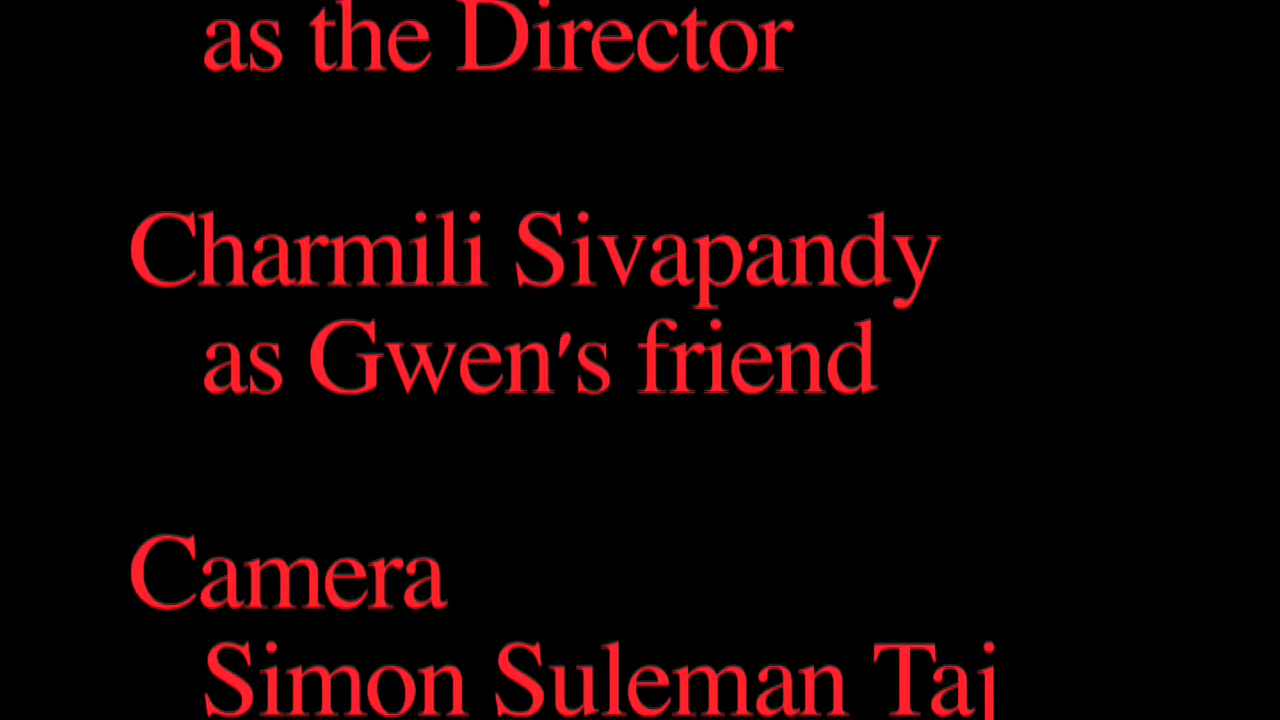 as the Director
Charmili Sivapandy
as Gwen's friend
Camera
Simon Suleman Taj